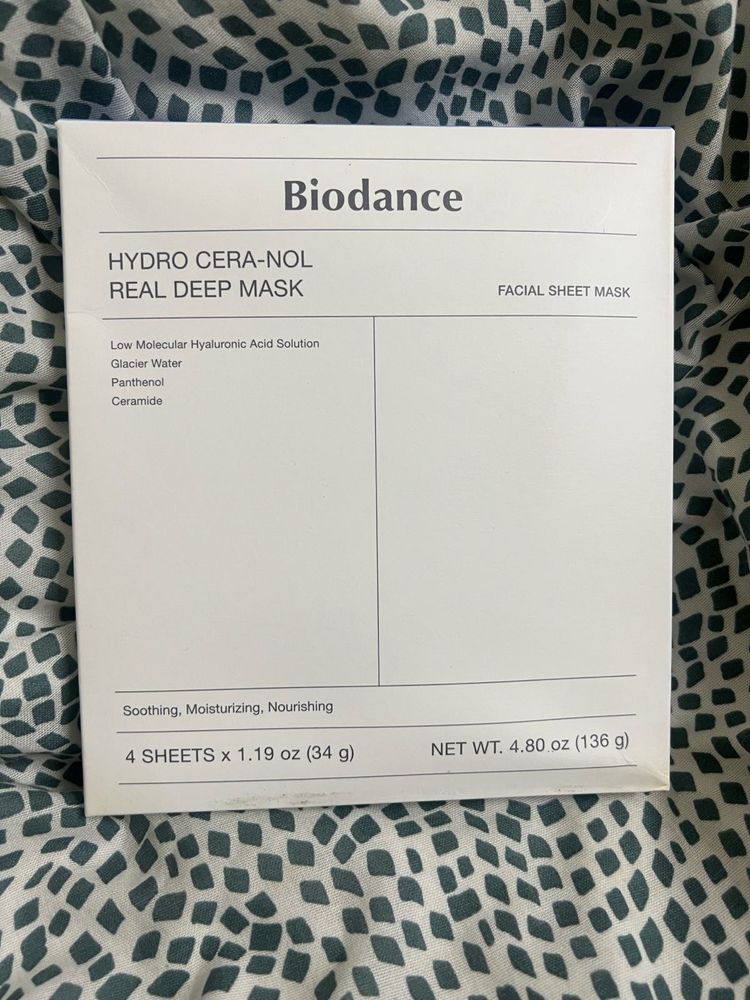 Biodance
HYDRO CERA-NOL
REAL DEEP MASK
FACIAL SHEET MASK
Low Molecular Hyaluronic Acid Solution
Glacier Water
Panthenol
Ceramide
Soothing, Moisturizing, Nourishing
4 SHEETS x 1.19 oz (34 g)
NET WT. 4.80 oz (136 g)